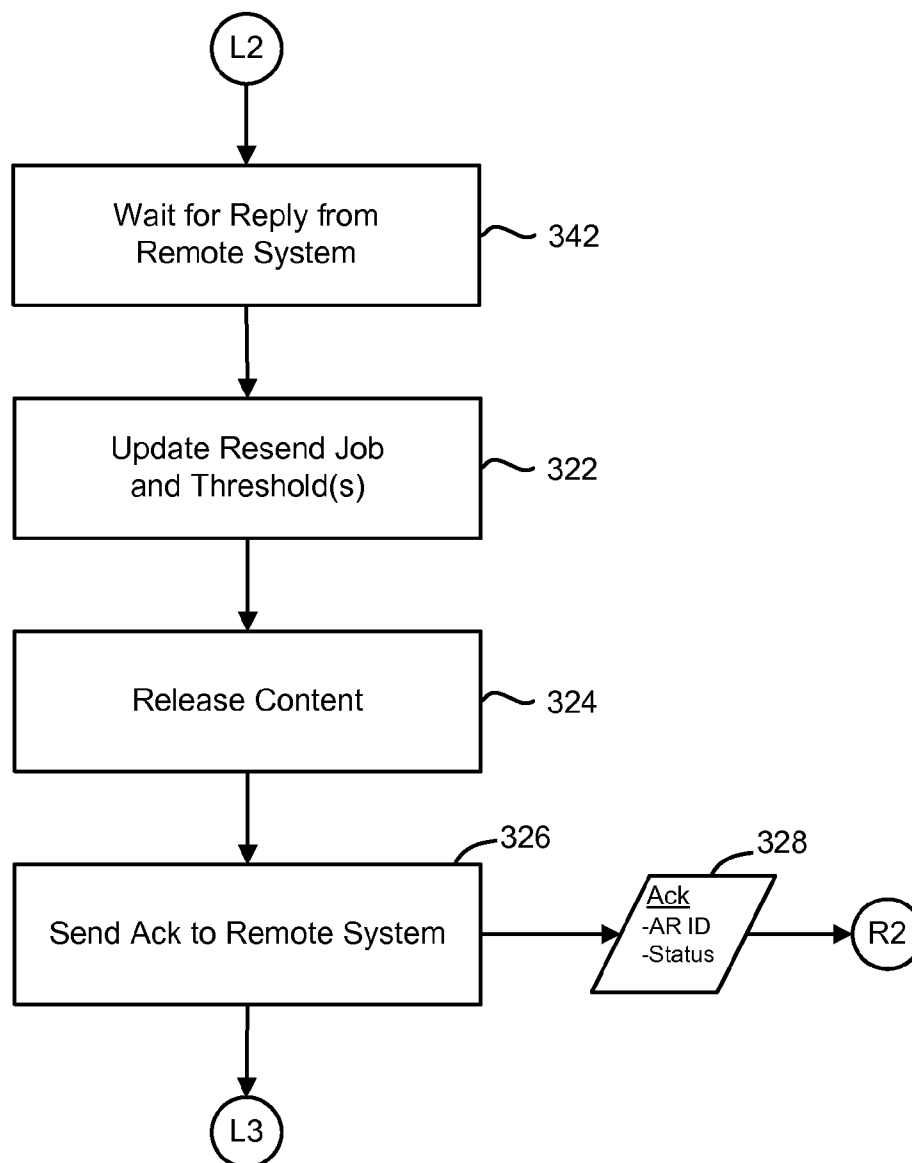 L2
Wait for Reply from
Remote System
342
Update Resend Job
and Threshold(s)
322
Release Content
324
326
Send Ack to Remote System
328
Ack
-AR ID
-Status
R2
L3